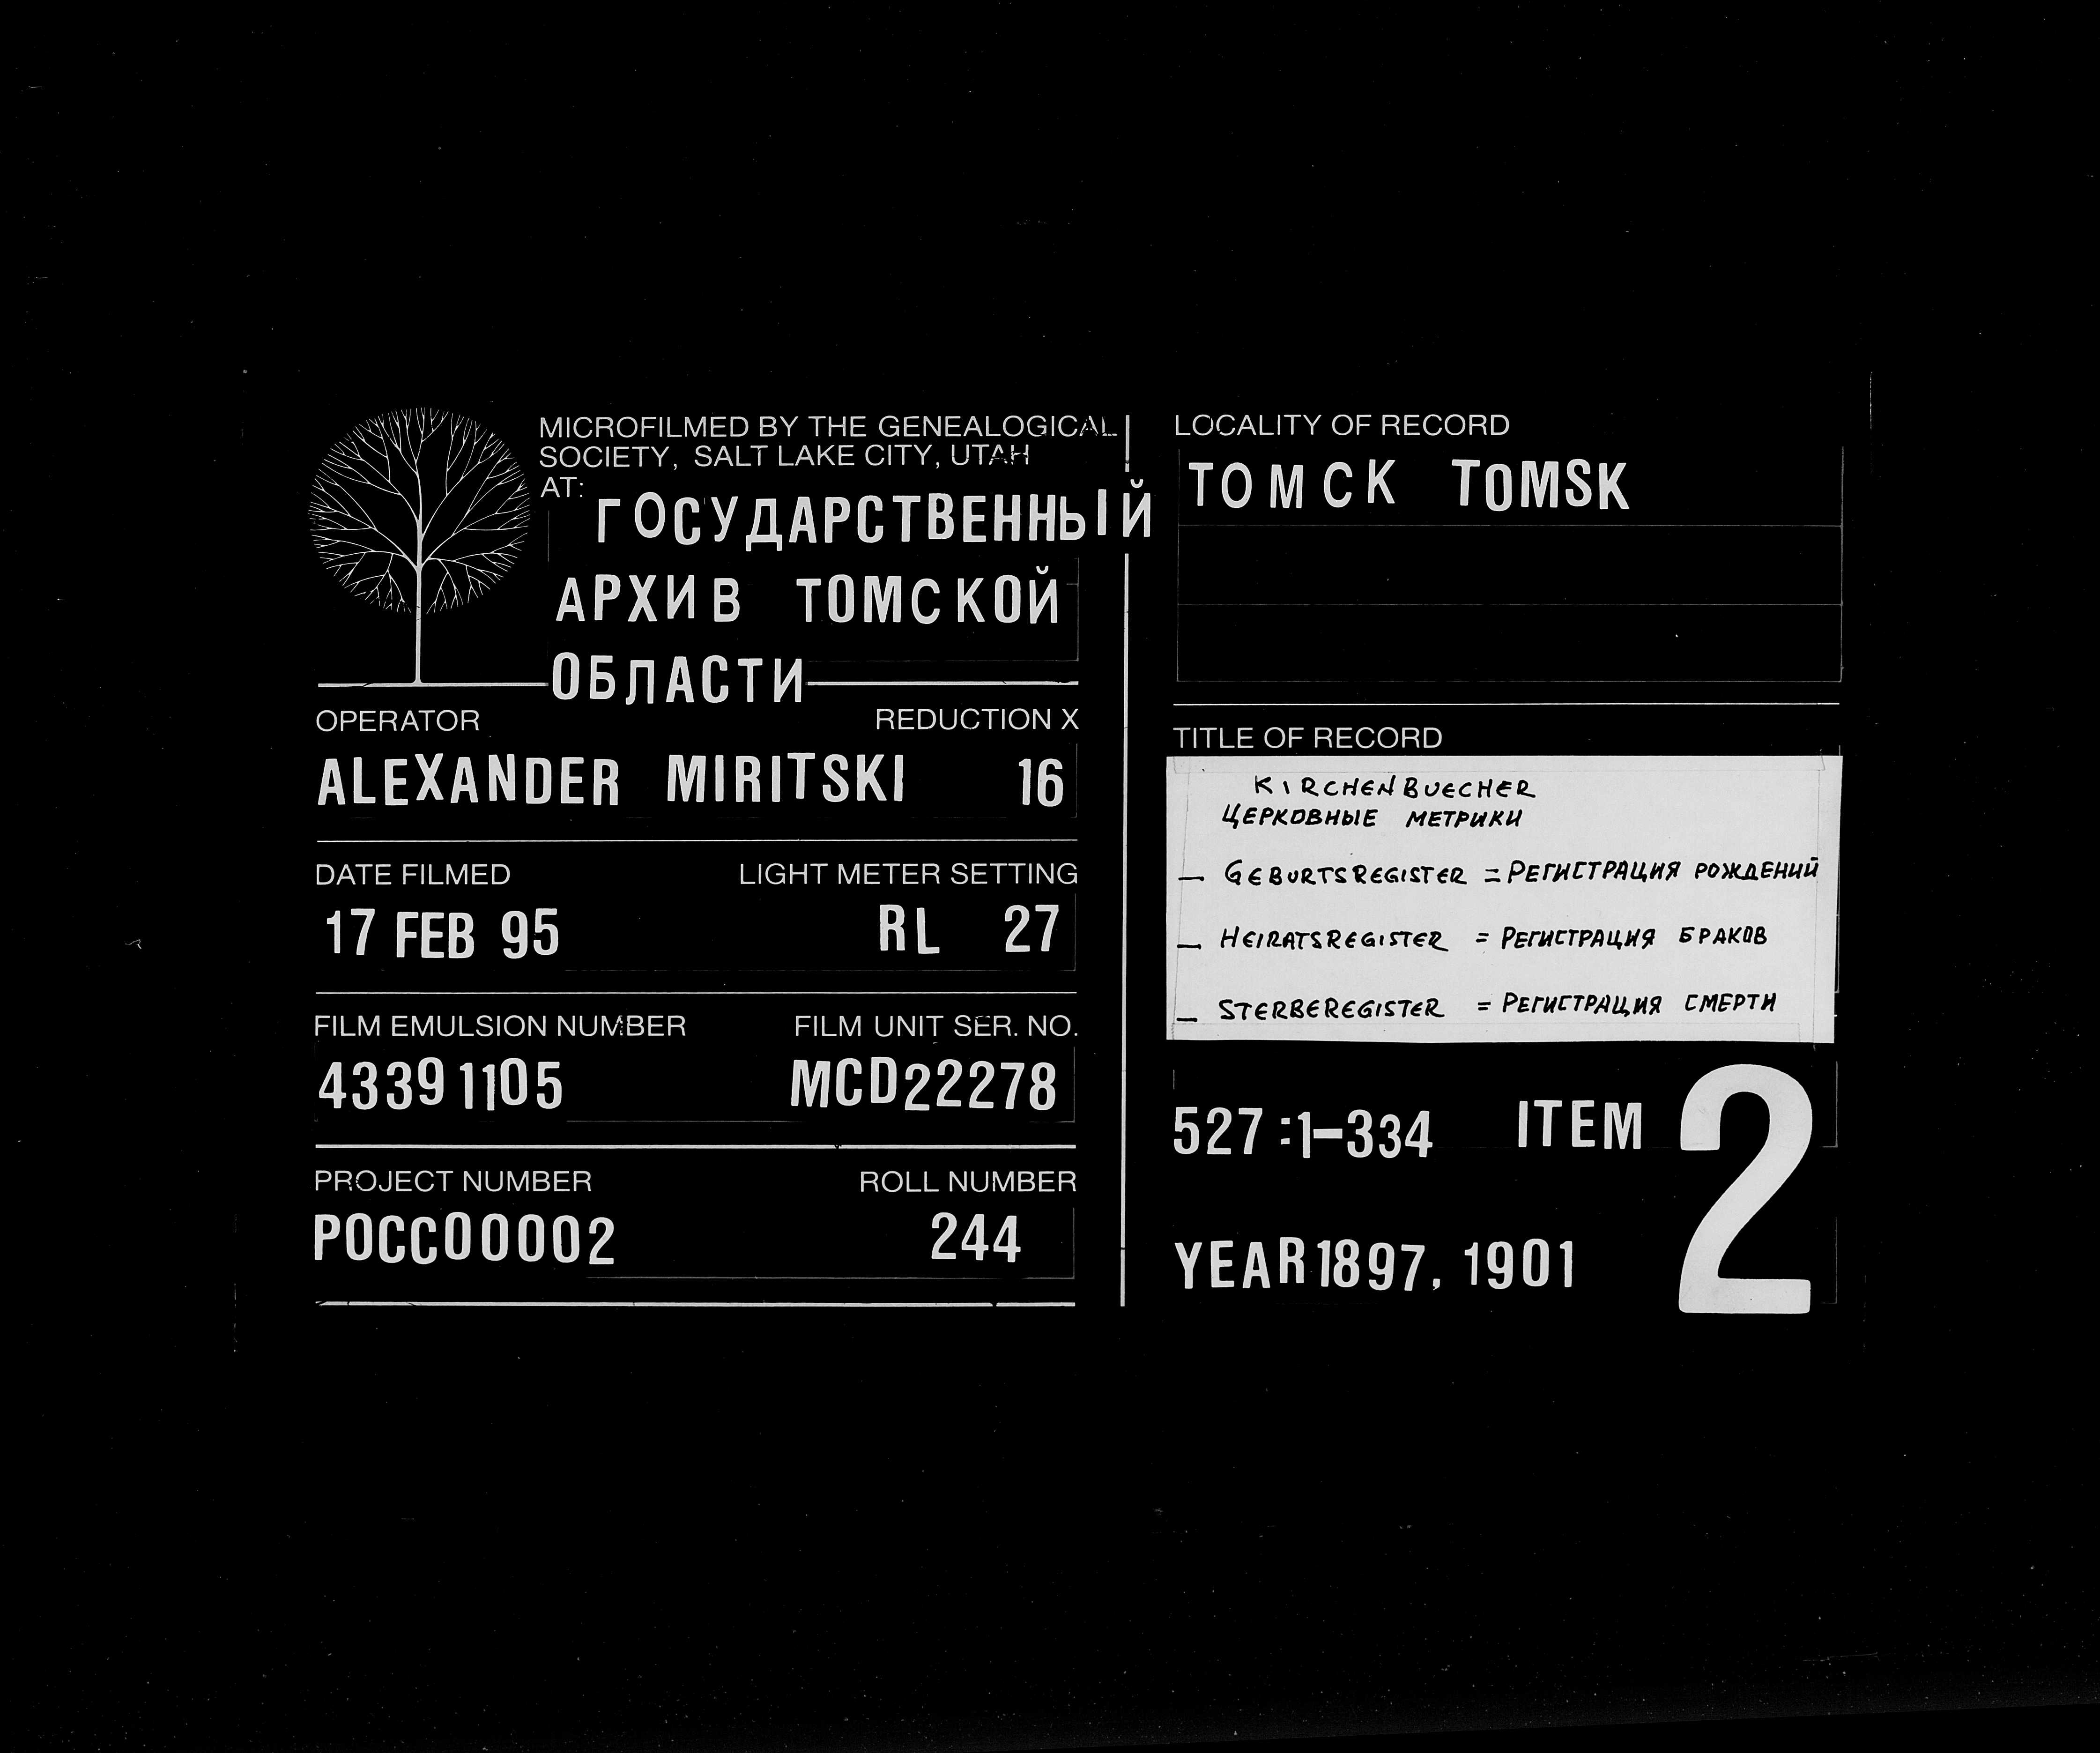 MICROFILMED BY THE GENEALOGICAL
SOCIETY, SALT LAKE CITY, UTAH
AT:
ГОСУДАРСТВЕННЫЙ
АРХИВ ТОМСКОЙ
ОБЛАСТИ
OPERATOR REDUCTION X
ALEXANDER MIRITSKI 16
DATE FILMED LIGHT METER SETTING
17 FEB 95 RL 27
FILM EMULSION NUMBER FILM UNIT SER. NO.
43391105 MCD22278
PROJECT NUMBER ROLL NUMBER
POCC00002 244
LOCALITY OF RECORD
ТОМСК TOMSK
TITLE OF RECORD
KIRCHENBUECHER
ЦЕРКОВНЫЕ МЕТРИКИ
— GEBURTSREGISTER = РЕГИСТРАЦИЯ РОЖДЕНИЙ
— HEIRATSREGISTER = РЕГИСТРАЦИЯ БРАКОВ
— STERBEREGISTER = РЕГИСТРАЦИЯ СМЕРТИ
527:1-334 ITEM 2
YEAR 1897, 1901